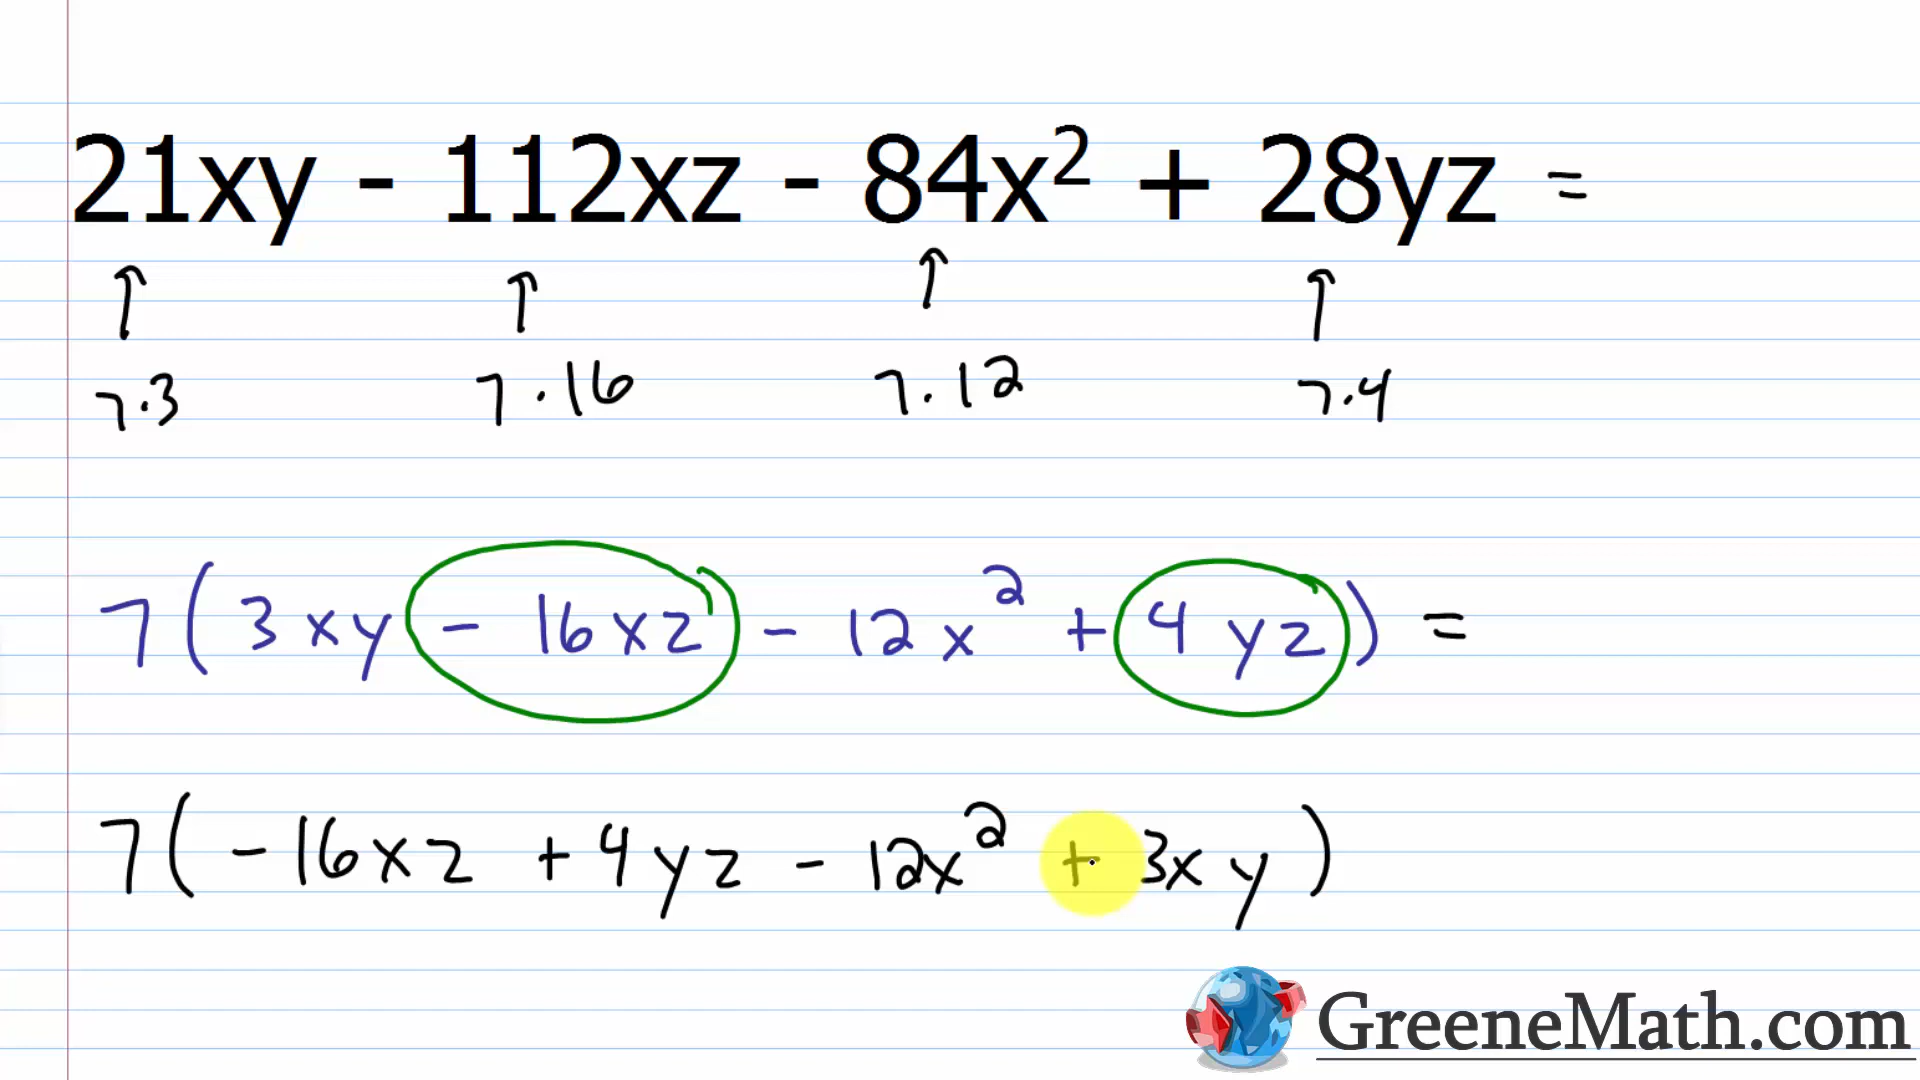 21xy - 112xz - 84x² + 28yz =
↑ ↑ ↑ ↑
7·3 7·16 7·12 7·4
7(3xy - 16xz - 12x² + 4yz) =
7(-16xz + 4yz - 12x² + 3xy)
GreeneMath.com